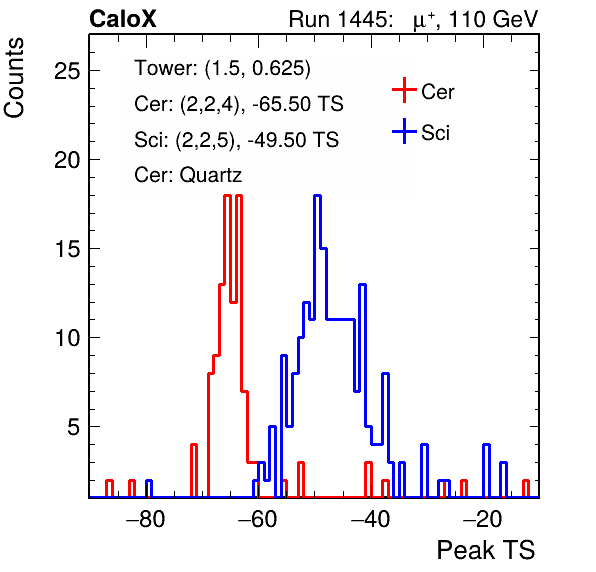 CaloX Run 1445: μ⁺, 110 GeV
Counts
Tower: (1.5, 0.625)
Cer: (2,2,4), -65.50 TS
Sci: (2,2,5), -49.50 TS
Cer: Quartz
Cer
Sci
25
20
15
10
5
−80 −60 −40 −20
Peak TS